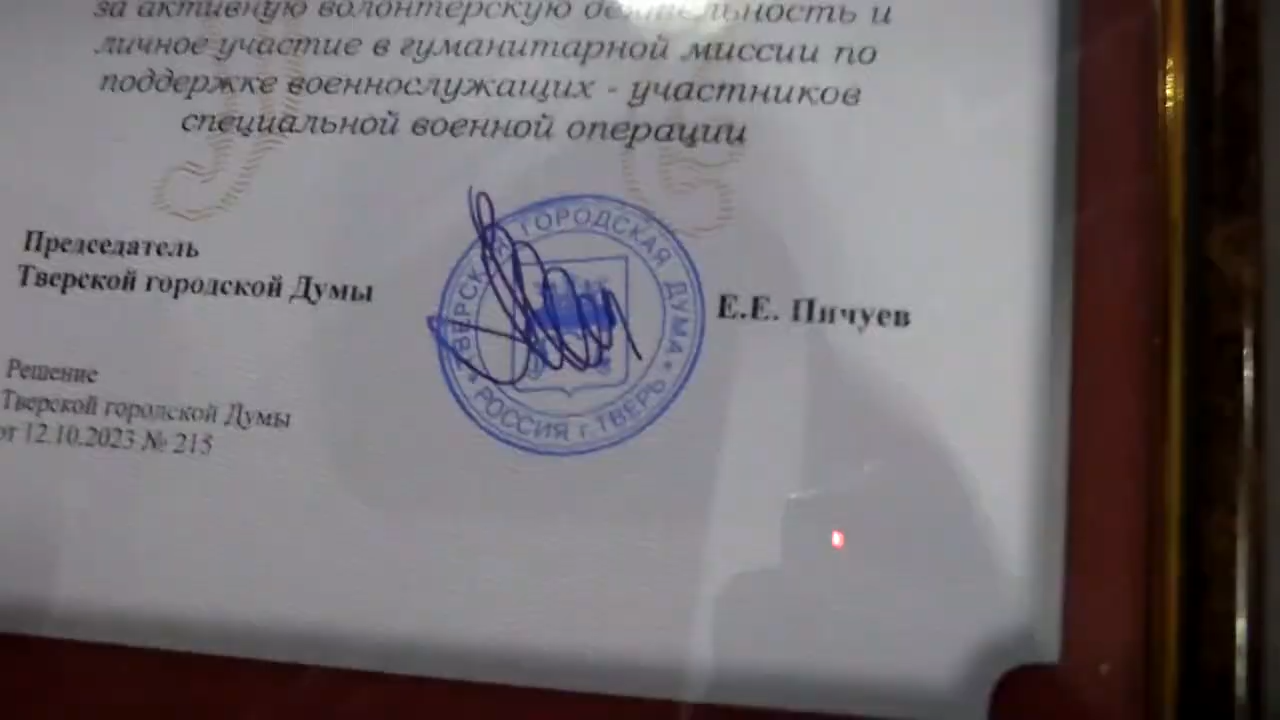 за активную волонтерскую деятельность и
личное участие в гуманитарной миссии по
поддержке военнослужащих - участников
специальной военной операции
Председатель
Тверской городской Думы
ТВЕРСКАЯ ГОРОДСКАЯ ДУМА
* РОССИЯ г.ТВЕРЬ *
Е.Е. Пичуев
Решение
Тверской городской Думы
от 12.10.2023 № 215